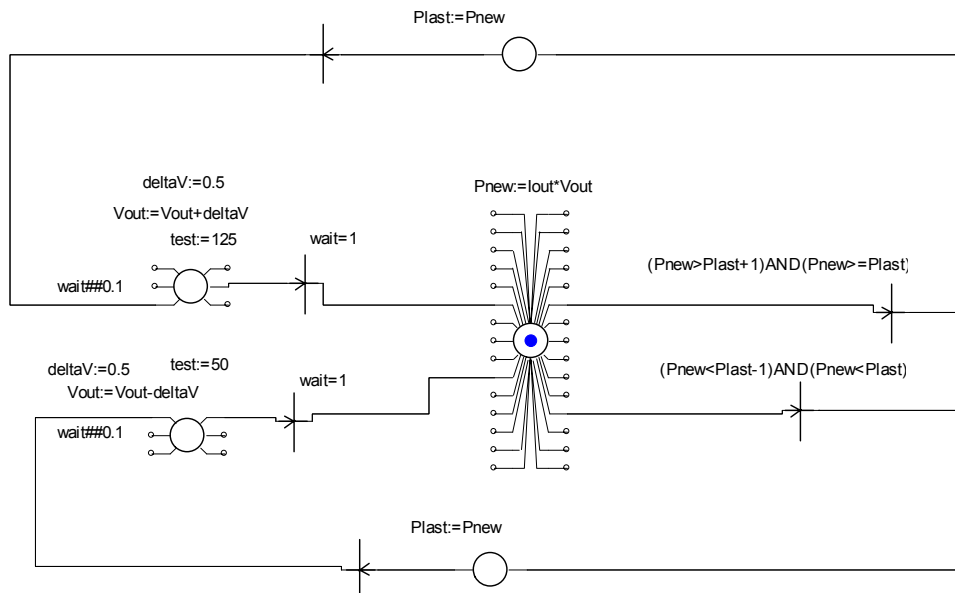 Plast:=Pnew
deltaV:=0.5
Vout:=Vout+deltaV
test:=125
wait=1
wait##0.1
Pnew:=Iout*Vout
(Pnew>Plast+1)AND(Pnew>=Plast)
deltaV:=0.5
test:=50
Vout:=Vout-deltaV
wait=1
wait##0.1
(Pnew<Plast-1)AND(Pnew<Plast)
Plast:=Pnew